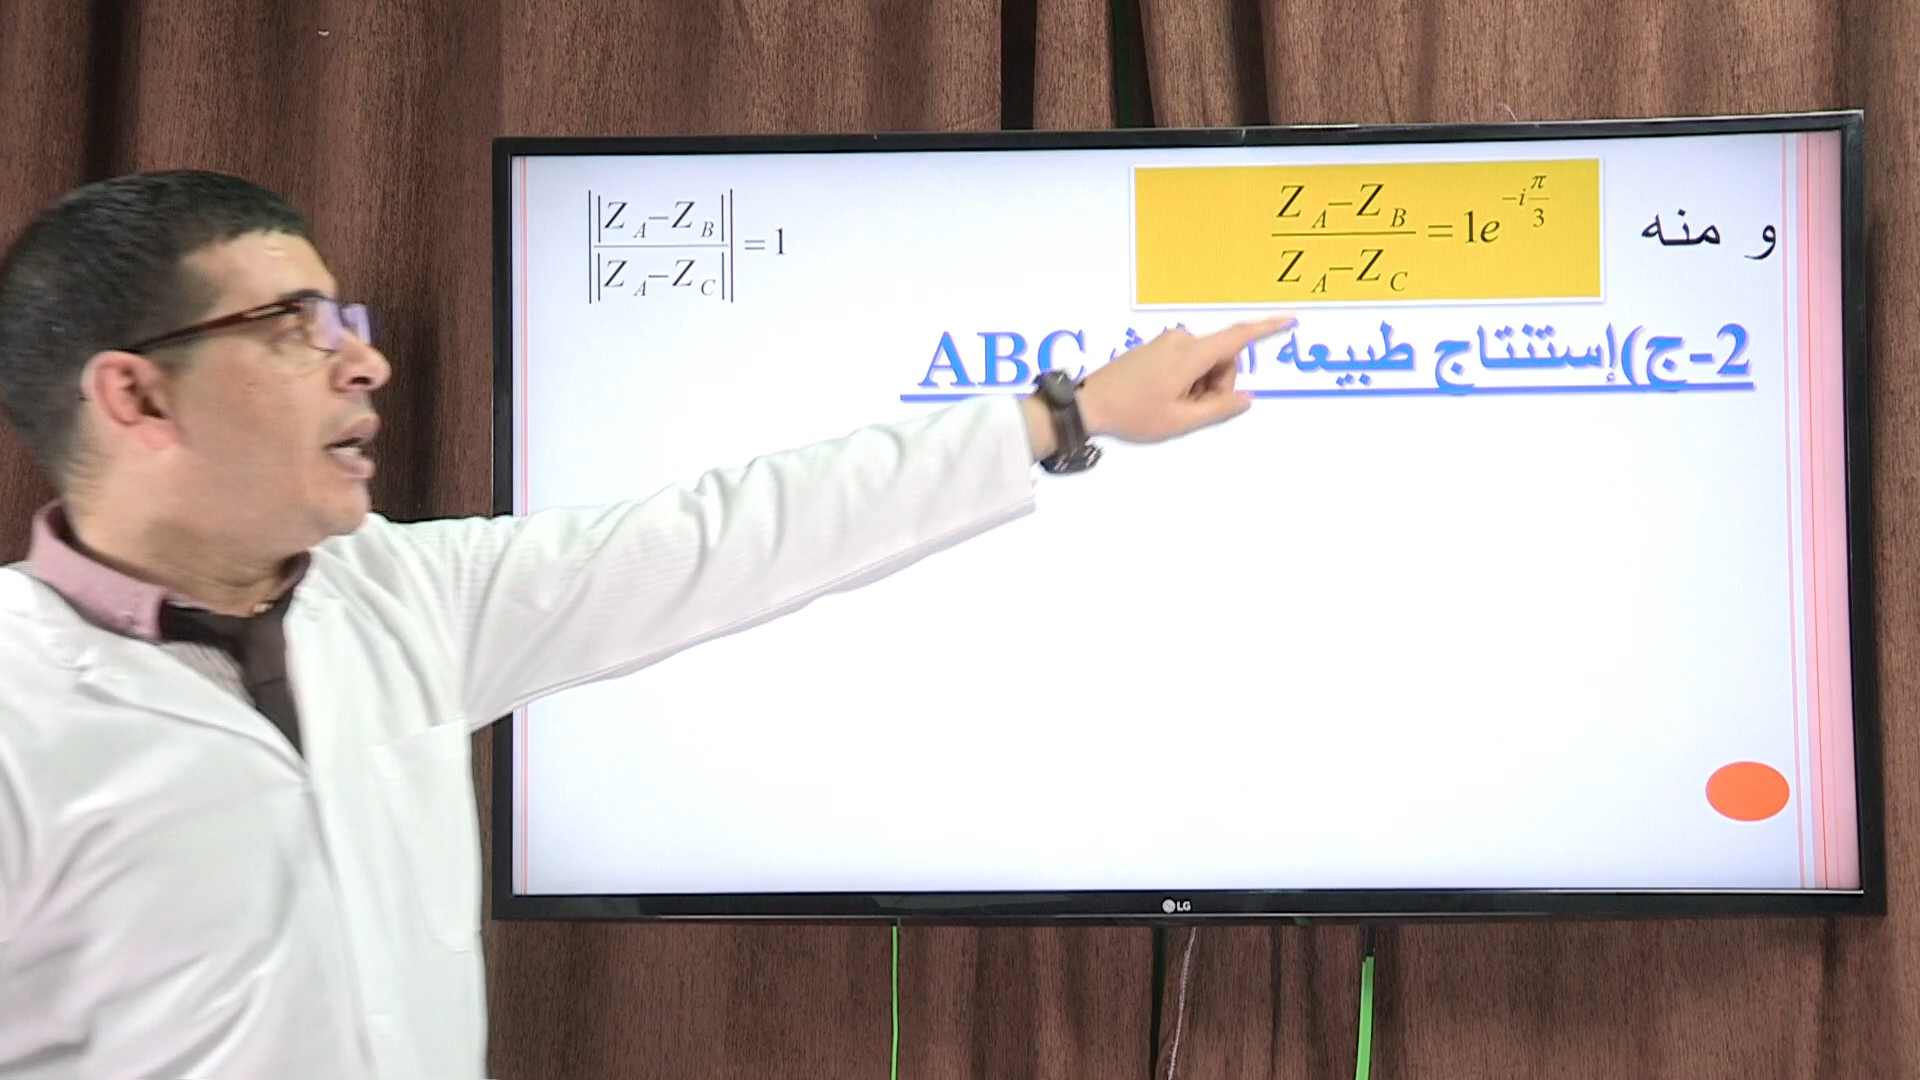 و منه
Z_A−Z_B / Z_A−Z_C = 1e^{−iπ/3}
||Z_A−Z_B| / |Z_A−Z_C|| = 1
2-ج)إستنتاج طبيعة ABC
LG